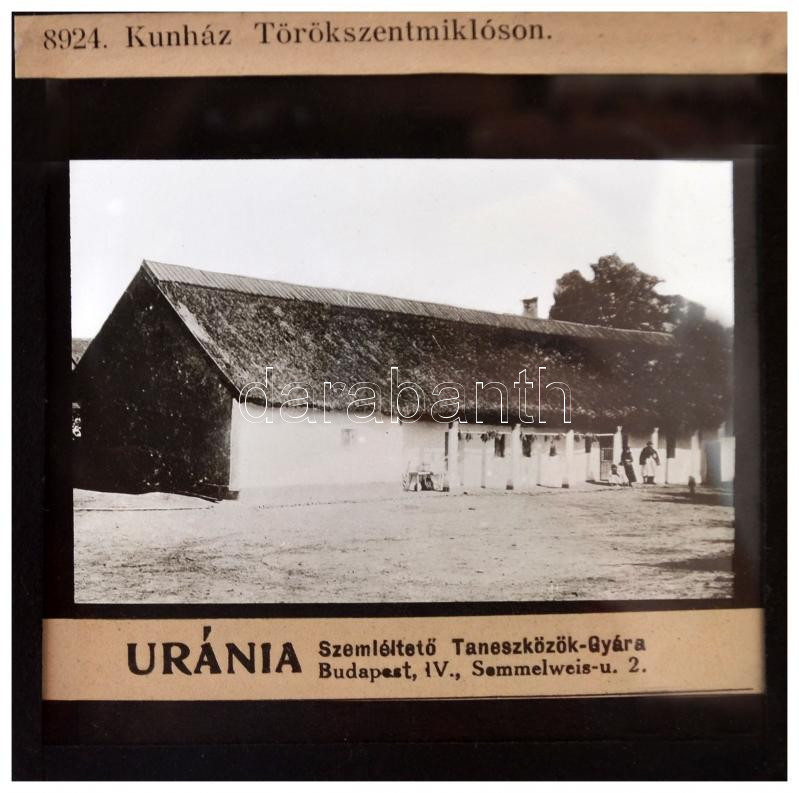 8924. Kunház Törökszentmiklóson.
darabanth
URÁNIA
Szemléltető Taneszközök-Gyára
Budapest, IV., Semmelweis-u. 2.